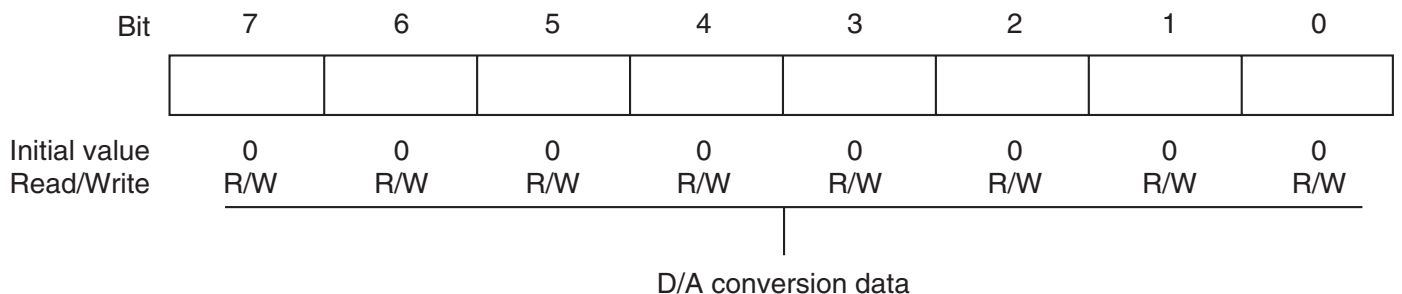 Bit 7 6 5 4 3 2 1 0
Initial value 0 0 0 0 0 0 0 0
Read/Write R/W R/W R/W R/W R/W R/W R/W R/W
D/A conversion data